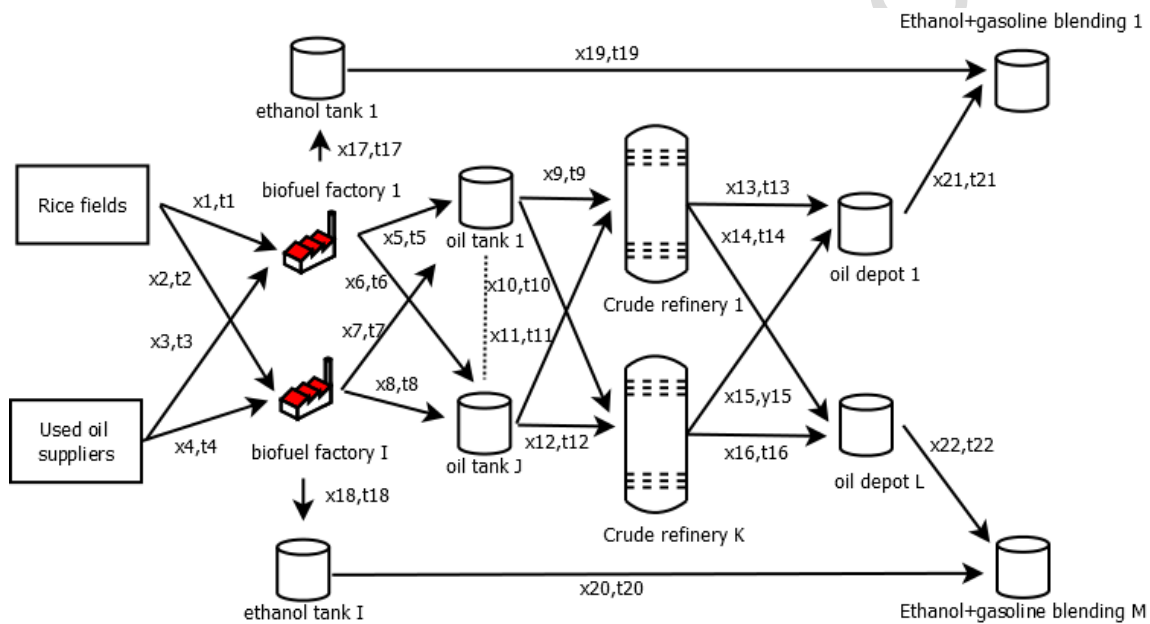 Ethanol+gasoline blending 1
x19,t19
ethanol tank 1
x17,t17
biofuel factory 1
Rice fields
x1,t1
x2,t2
x3,t3
x4,t4
Used oil
suppliers
biofuel factory I
x18,t18
ethanol tank I
x5,t5
x6,t6
x7,t7
x8,t8
oil tank 1
x9,t9
x10,t10
x11,t11
x12,t12
oil tank J
Crude refinery 1
x13,t13
x14,t14
x15,y15
x16,t16
Crude refinery K
oil depot 1
x21,t21
oil depot L
x22,t22
x20,t20
Ethanol+gasoline blending M